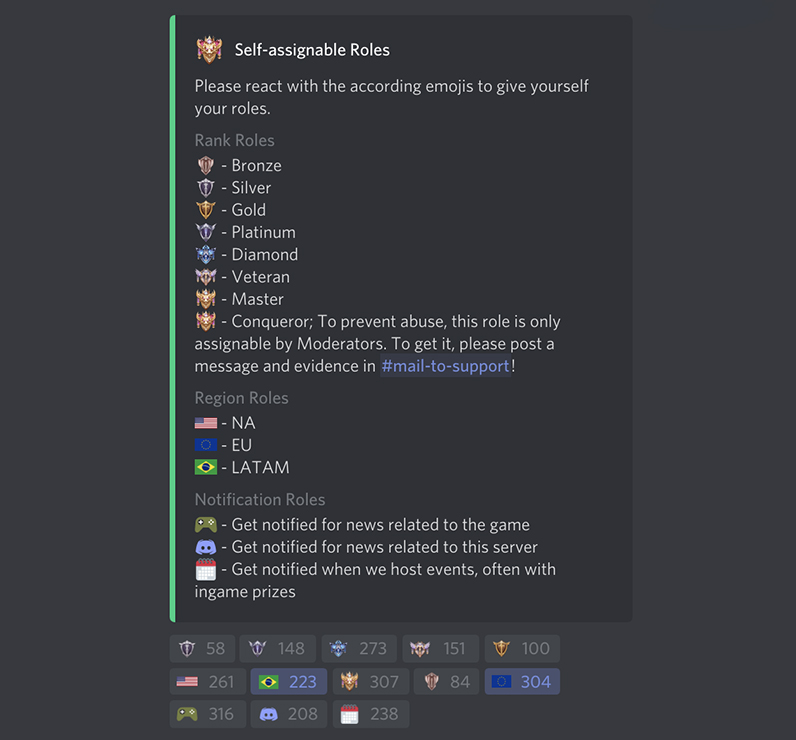 Self-assignable Roles
Please react with the according emojis to give yourself
your roles.
Rank Roles
- Bronze
- Silver
- Gold
- Platinum
- Diamond
- Veteran
- Master
- Conqueror; To prevent abuse, this role is only
assignable by Moderators. To get it, please post a
message and evidence in #mail-to-support!
Region Roles
- NA
- EU
- LATAM
Notification Roles
- Get notified for news related to the game
- Get notified for news related to this server
- Get notified when we host events, often with
ingame prizes
58 148 273 151 100
261 223 307 84 304
316 208 238